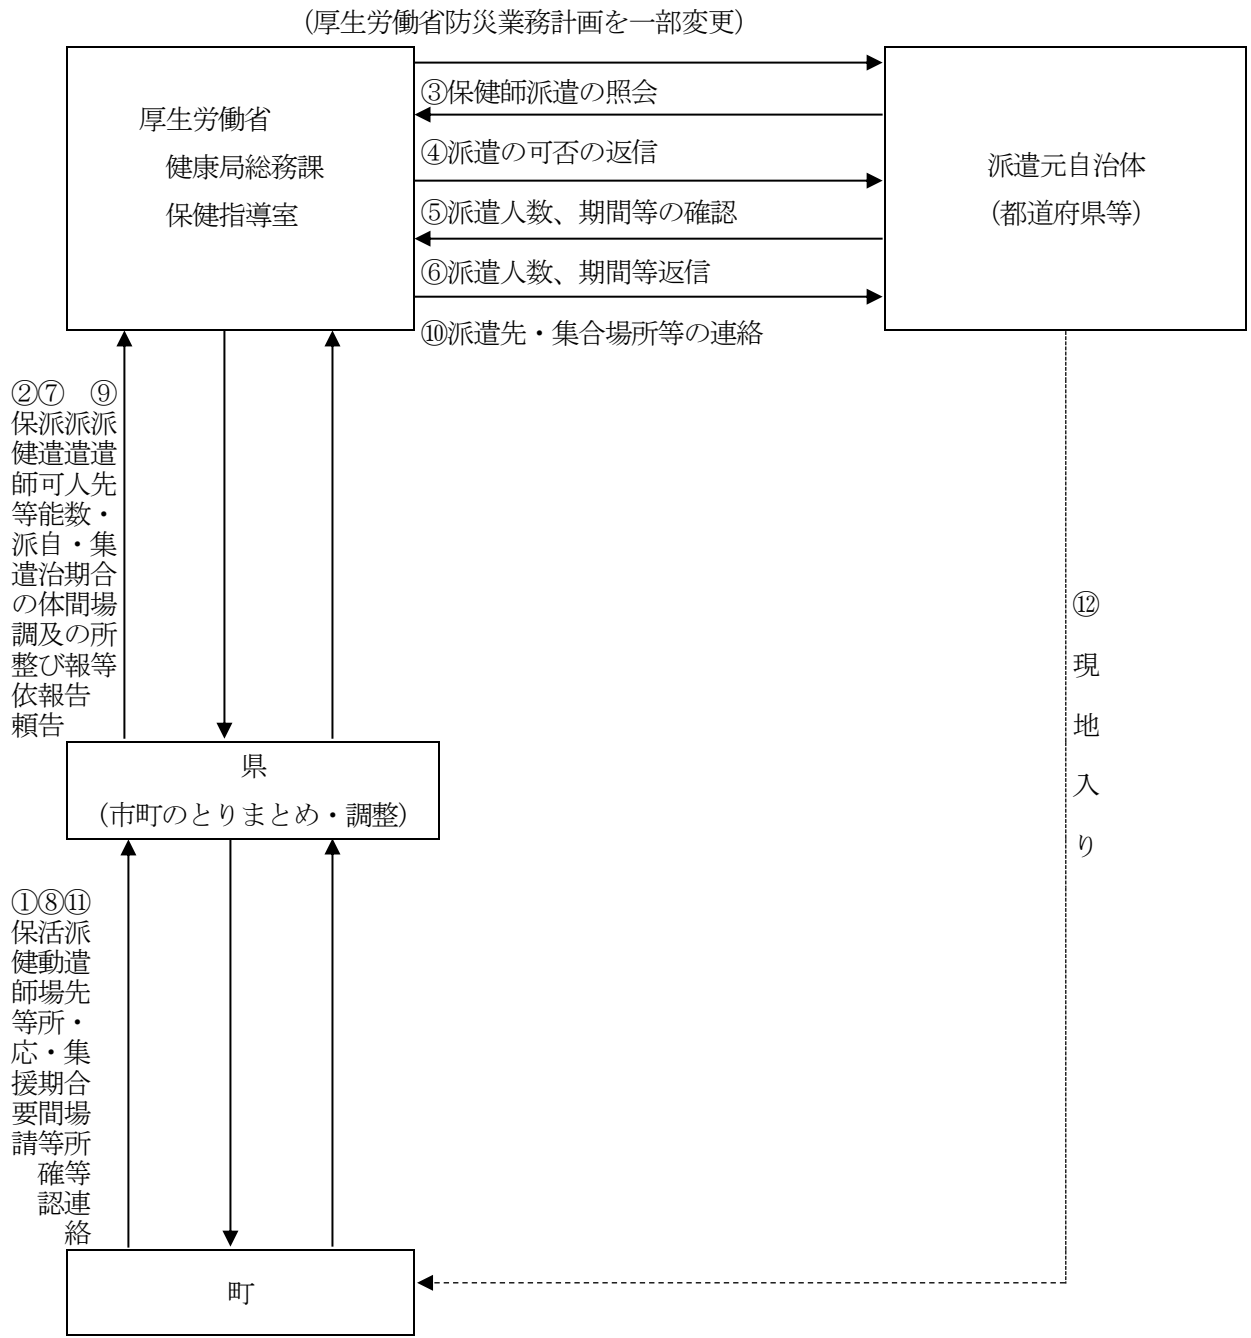 (厚生労働省防災業務計画を一部変更)
厚生労働省
健康局総務課
保健指導室
③保健師派遣の照会
④派遣の可否の返信
⑤派遣人数、期間等の確認
⑥派遣人数、期間等返信
⑩派遣先・集合場所等の連絡
派遣元自治体
(都道府県等)
②保健師等派遣の調整依頼
⑦派遣可能自治体及び報告
派遣人数・期間の報告
⑨派遣先・集合場所等
⑫現地入り
県
(市町のとりまとめ・調整)
①保健師等応援要請
⑧活動場所・期間等確認
⑪派遣先・集合場所等連絡
町